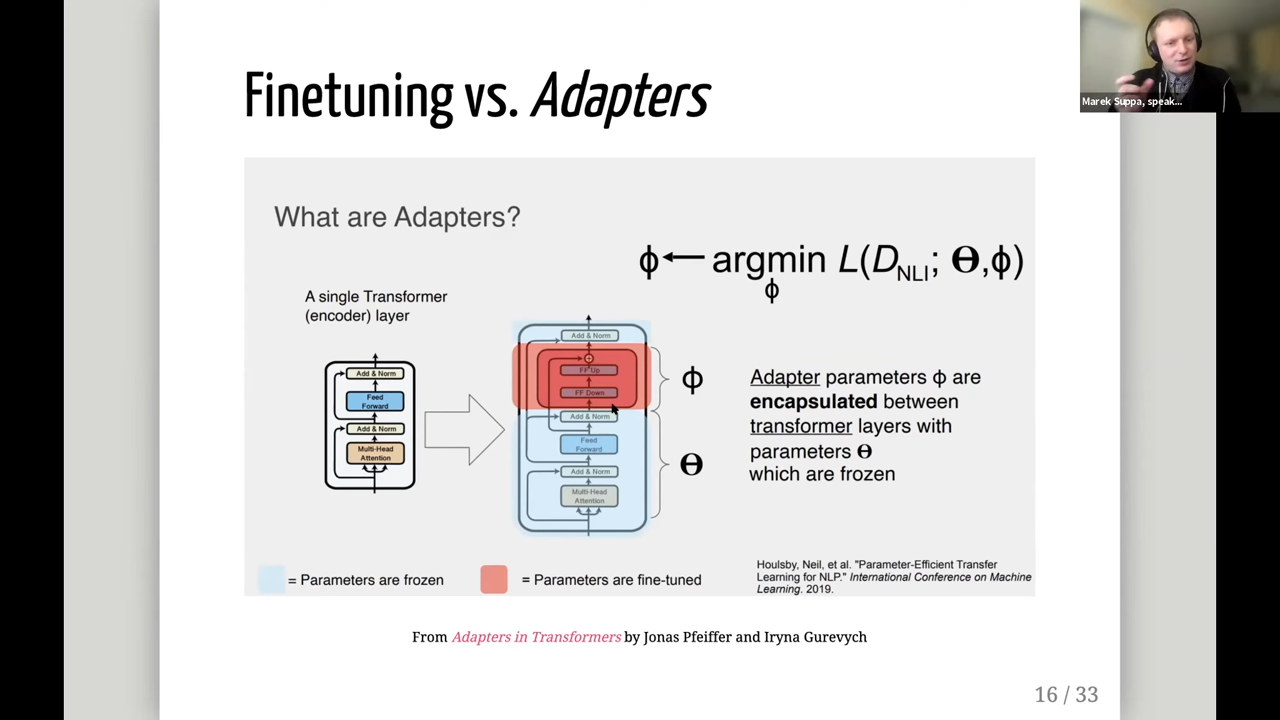 Finetuning vs. Adapters
Marek Suppa, speak...
What are Adapters?
ϕ← argmin L(D_NLI; Θ,ϕ)
ϕ
A single Transformer
(encoder) layer
Add & Norm
Feed
Forward
Add & Norm
Multi-Head
Attention
Add & Norm
FF Up
FF Down
Add & Norm
Feed
Forward
Add & Norm
Multi-Head
Attention
ϕ
Θ
Adapter parameters ϕ are
encapsulated between
transformer layers with
parameters Θ
which are frozen
= Parameters are frozen
= Parameters are fine-tuned
Houlsby, Neil, et al. "Parameter-Efficient Transfer
Learning for NLP." International Conference on Machine
Learning. 2019.
From Adapters in Transformers by Jonas Pfeiffer and Iryna Gurevych
16 / 33